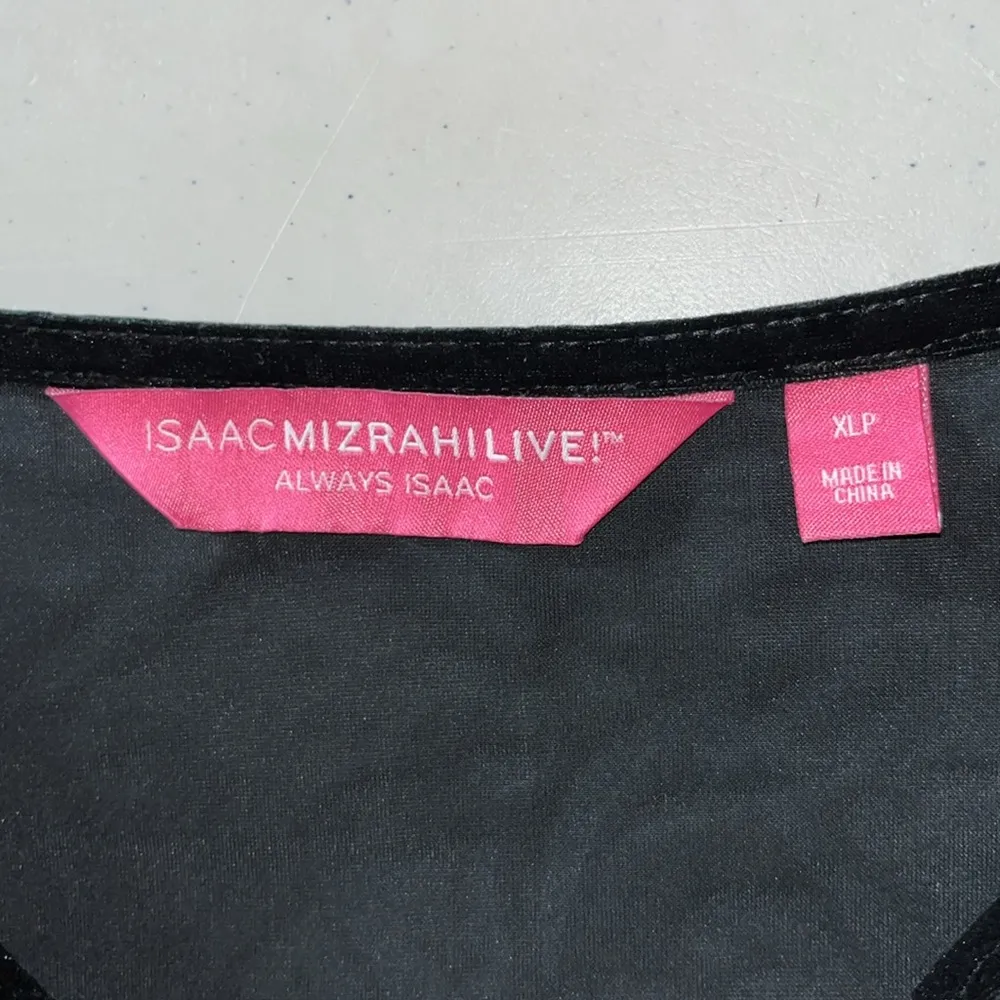 ISAACMIZRAHILIVE!™
ALWAYS ISAAC
XLP
MADE IN
CHINA